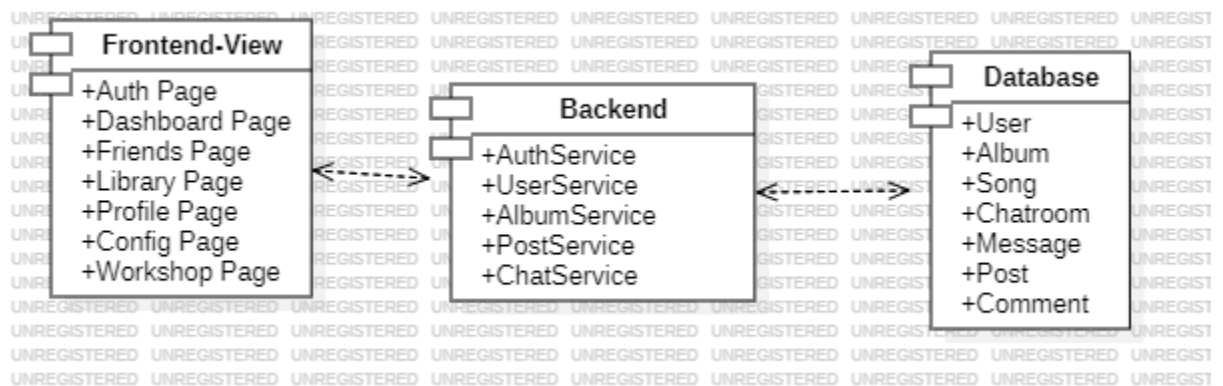 Frontend-View
+Auth Page
+Dashboard Page
+Friends Page
+Library Page
+Profile Page
+Config Page
+Workshop Page
Backend
+AuthService
+UserService
+AlbumService
+PostService
+ChatService
Database
+User
+Album
+Song
+Chatroom
+Message
+Post
+Comment
UNREGISTERED